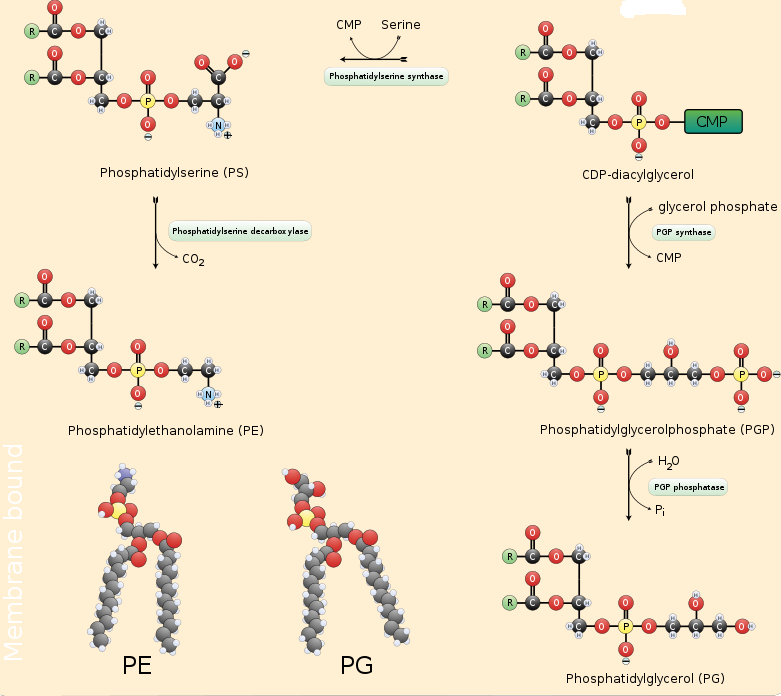 CMP Serine
Phosphatidylserine synthase
CMP
Phosphatidylserine (PS)
CDP-diacylglycerol
Phosphatidylserine decarboxylase
CO2
glycerol phosphate
PGP synthase
CMP
Phosphatidylethanolamine (PE)
Phosphatidylglycerolphosphate (PGP)
H2O
PGP phosphatase
Pi
Membrane bound
PE
PG
Phosphatidylglycerol (PG)